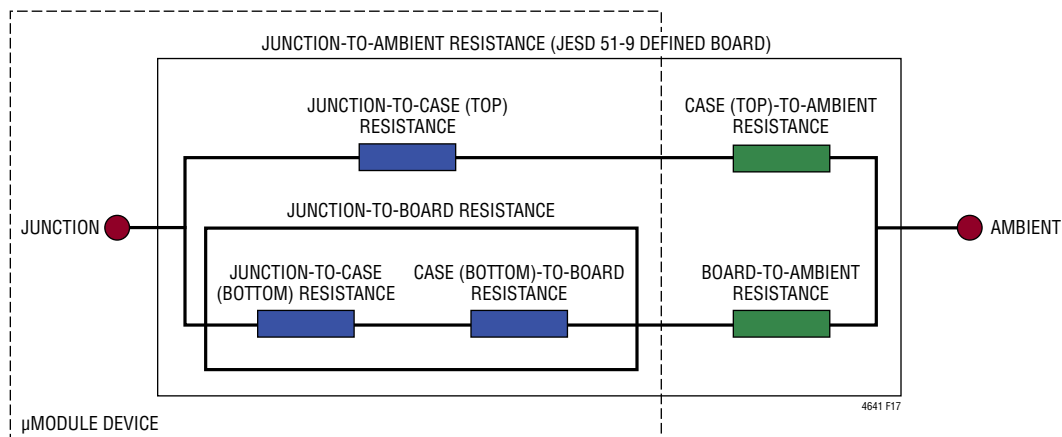 JUNCTION-TO-AMBIENT RESISTANCE (JESD 51-9 DEFINED BOARD)
JUNCTION-TO-CASE (TOP)
RESISTANCE
CASE (TOP)-TO-AMBIENT
RESISTANCE
JUNCTION-TO-BOARD RESISTANCE
JUNCTION
AMBIENT
JUNCTION-TO-CASE
(BOTTOM) RESISTANCE
CASE (BOTTOM)-TO-BOARD
RESISTANCE
BOARD-TO-AMBIENT
RESISTANCE
4641 F17
µMODULE DEVICE